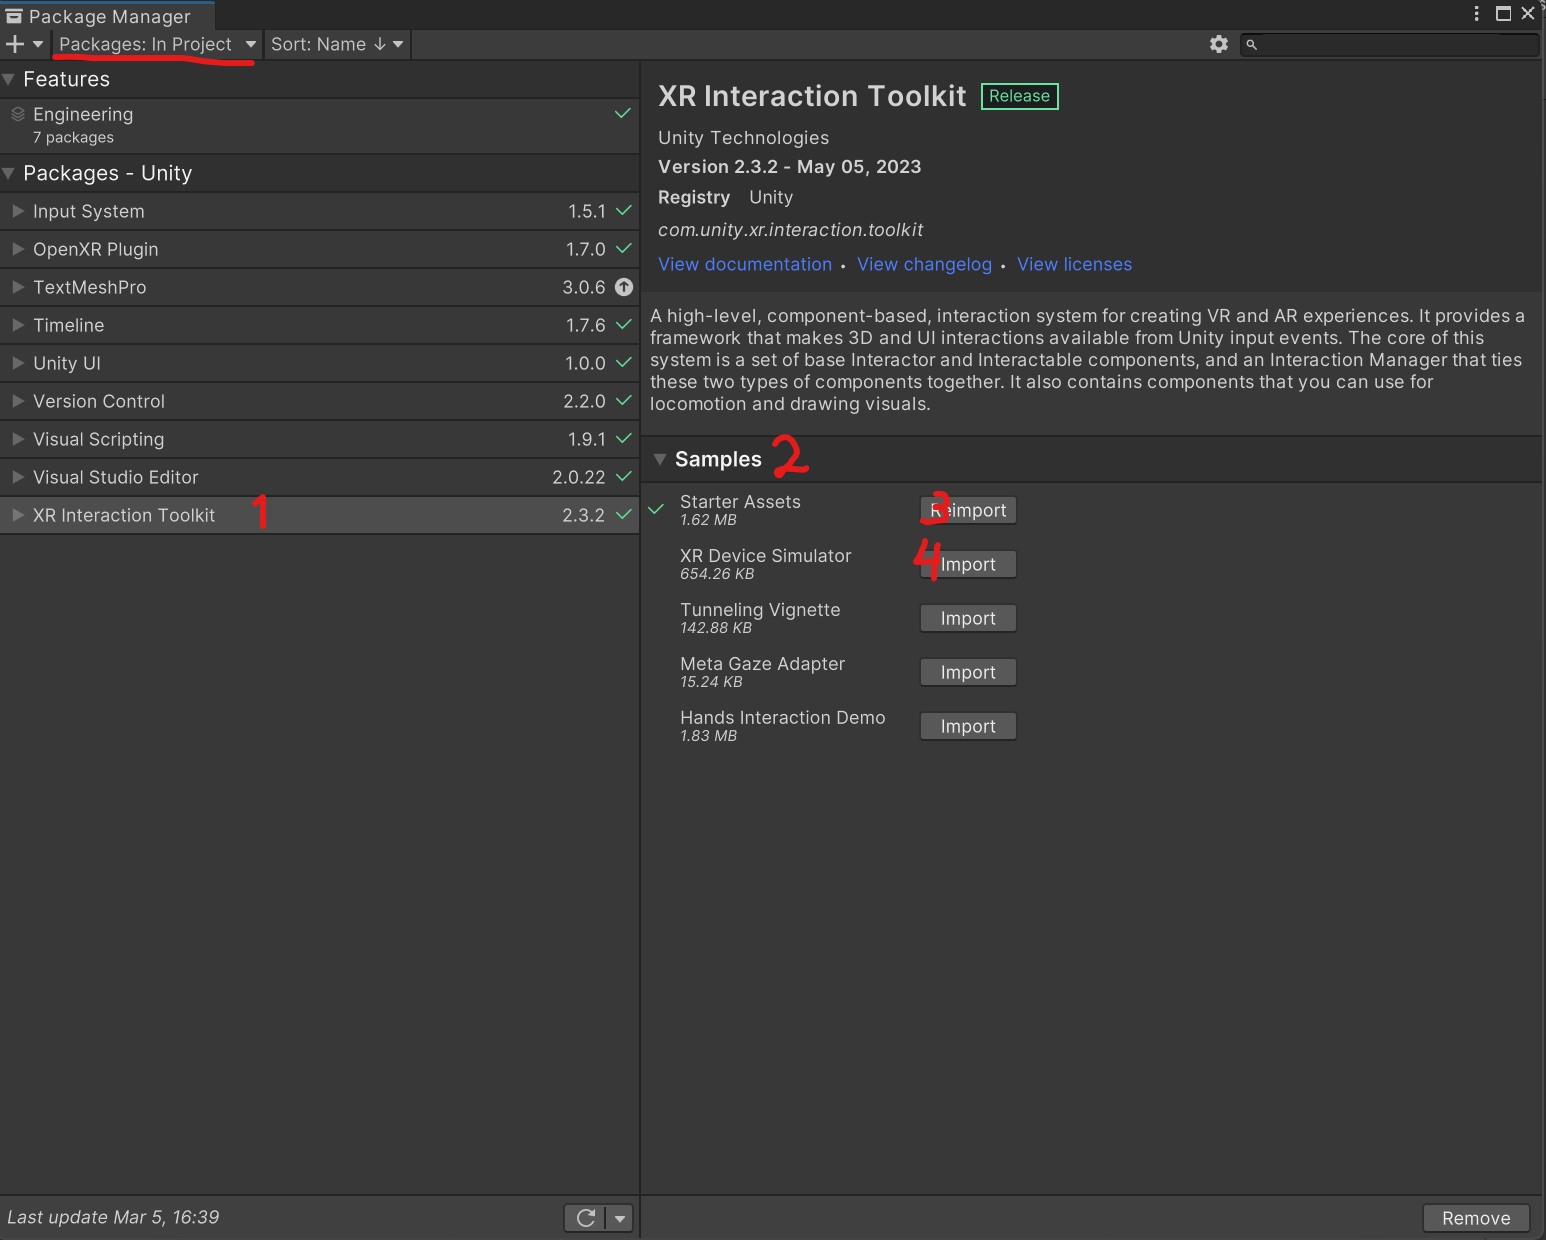 Package Manager
Packages: In Project
Sort: Name ↓
Features
Engineering
7 packages
Packages - Unity
Input System 1.5.1
OpenXR Plugin 1.7.0
TextMeshPro 3.0.6
Timeline 1.7.6
Unity UI 1.0.0
Version Control 2.2.0
Visual Scripting 1.9.1
Visual Studio Editor 2.0.22
XR Interaction Toolkit 1 2.3.2
Last update Mar 5, 16:39
XR Interaction Toolkit Release
Unity Technologies
Version 2.3.2 - May 05, 2023
Registry Unity
com.unity.xr.interaction.toolkit
View documentation • View changelog • View licenses
A high-level, component-based, interaction system for creating VR and AR experiences. It provides a
framework that makes 3D and UI interactions available from Unity input events. The core of this
system is a set of base Interactor and Interactable components, and an Interaction Manager that ties
these two types of components together. It also contains components that you can use for
locomotion and drawing visuals.
Samples 2
Starter Assets 3 Reimport
1.62 MB
XR Device Simulator 4 Import
654.26 KB
Tunneling Vignette Import
142.88 KB
Meta Gaze Adapter Import
15.24 KB
Hands Interaction Demo Import
1.83 MB
Remove